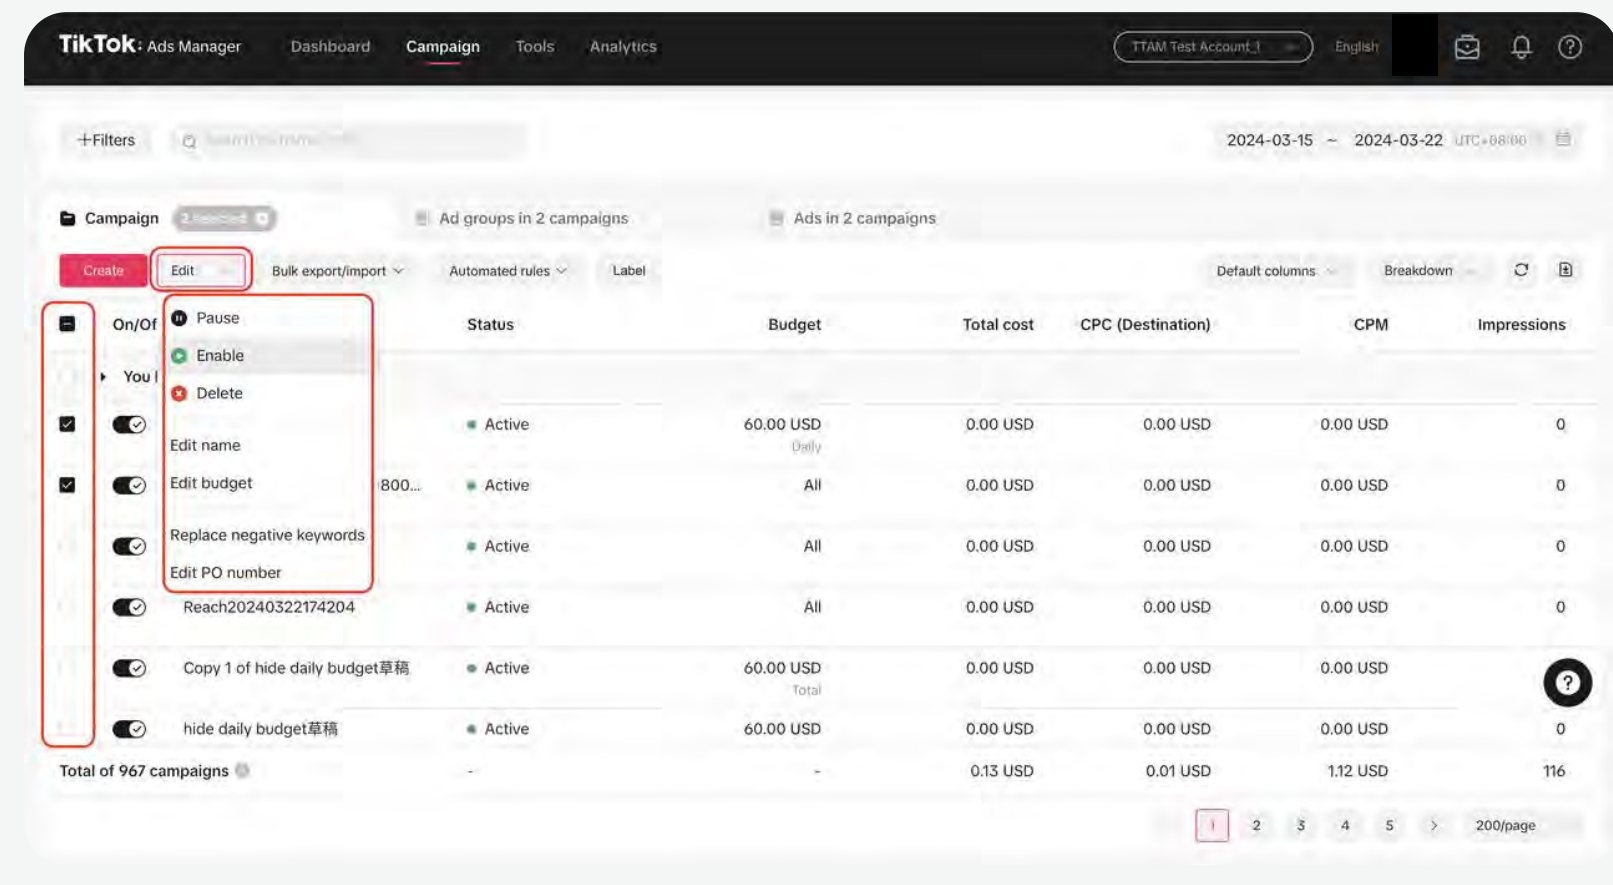 TikTok: Ads Manager Dashboard Campaign Tools Analytics TTAM Test Account_1 English
+Filters 2024-03-15 ~ 2024-03-22 UTC+08:00
Campaign 2 selected Ad groups in 2 campaigns Ads in 2 campaigns
Create Edit Bulk export/import Automated rules Label Default columns Breakdown
On/Of Status Budget Total cost CPC (Destination) CPM Impressions
Pause
Enable
You
Delete
Active 60.00 USD 0.00 USD 0.00 USD 0.00 USD 0
Daily
Edit name
Edit budget 800... Active All 0.00 USD 0.00 USD 0.00 USD 0
Replace negative keywords
Active All 0.00 USD 0.00 USD 0.00 USD 0
Edit PO number
Reach20240322174204 Active All 0.00 USD 0.00 USD 0.00 USD 0
Copy 1 of hide daily budget草稿 Active 60.00 USD 0.00 USD 0.00 USD 0.00 USD
Total
hide daily budget草稿 Active 60.00 USD 0.00 USD 0.00 USD 0.00 USD 0
Total of 967 campaigns - - 0.13 USD 0.01 USD 1.12 USD 116
1 2 3 4 5 > 200/page